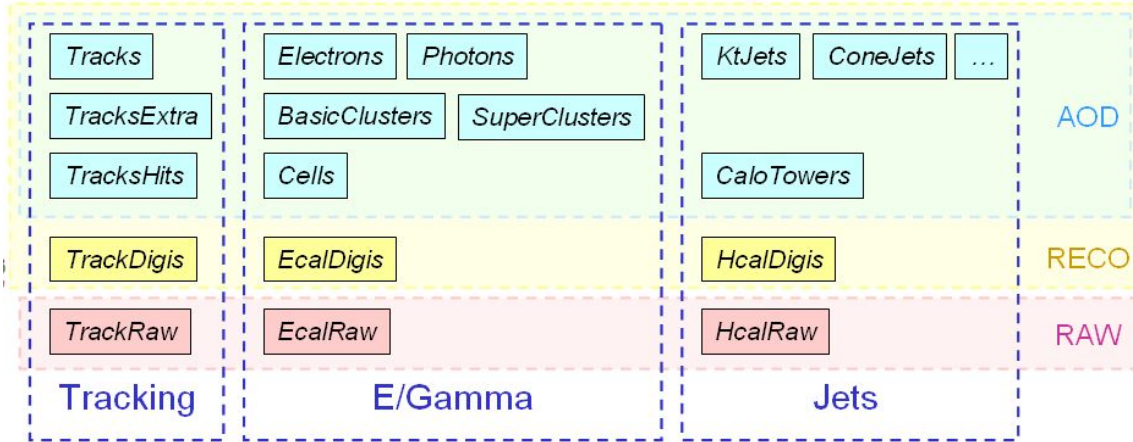 Tracks Electrons Photons KtJets ConeJets ...
TracksExtra BasicClusters SuperClusters AOD
TracksHits Cells CaloTowers
TrackDigis EcalDigis HcalDigis RECO
TrackRaw EcalRaw HcalRaw RAW
Tracking E/Gamma Jets